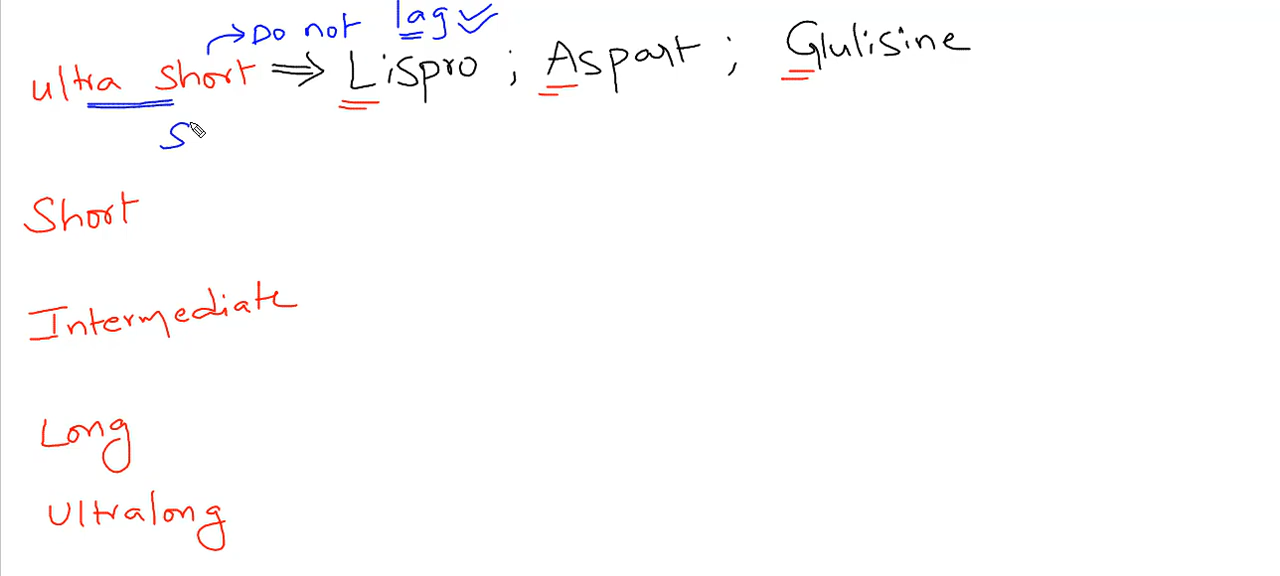 Do not lag
Ultra short ⇒ Lispro ; Aspart ; Glulisine
S
Short
Intermediate
Long
Ultralong